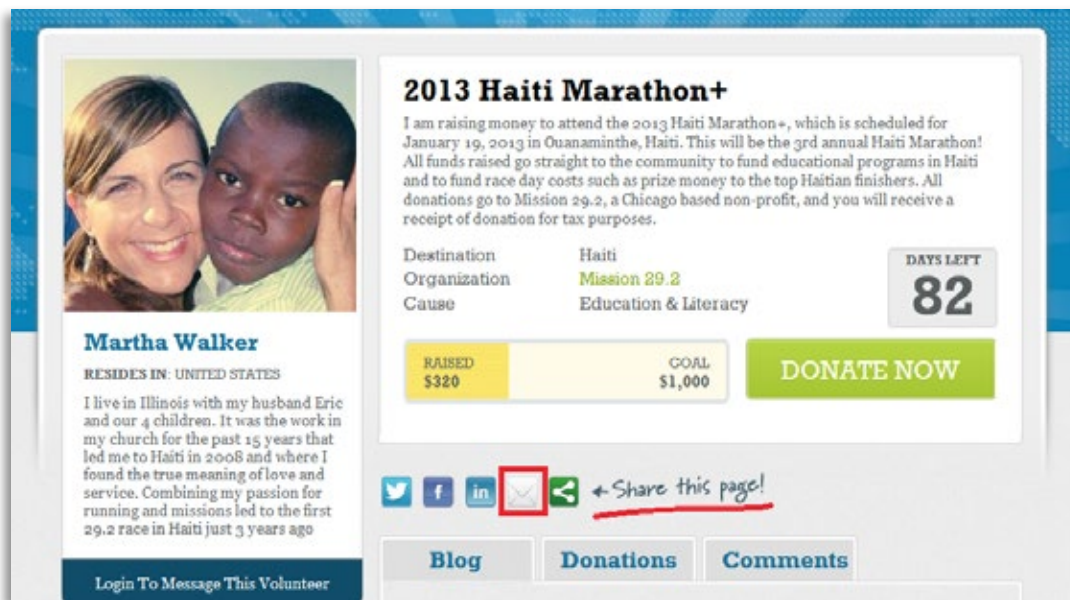 2013 Haiti Marathon+
I am raising money to attend the 2013 Haiti Marathon+, which is scheduled for
January 19, 2013 in Ouanaminthe, Haiti. This will be the 3rd annual Haiti Marathon!
All funds raised go straight to the community to fund educational programs in Haiti
and to fund race day costs such as prize money to the top Haitian finishers. All
donations go to Mission 29.2, a Chicago based non-profit, and you will receive a
receipt of donation for tax purposes.
Destination Haiti
Organization Mission 29.2
Cause Education & Literacy
DAYS LEFT
82
RAISED GOAL
$320 $1,000
DONATE NOW
Martha Walker
RESIDES IN: UNITED STATES
I live in Illinois with my husband Eric
and our 4 children. It was the work in
my church for the past 15 years that
led me to Haiti in 2008 and where I
found the true meaning of love and
service. Combining my passion for
running and missions led to the first
29.2 race in Haiti just 3 years ago
Login To Message This Volunteer
f in Share this page!
Blog Donations Comments